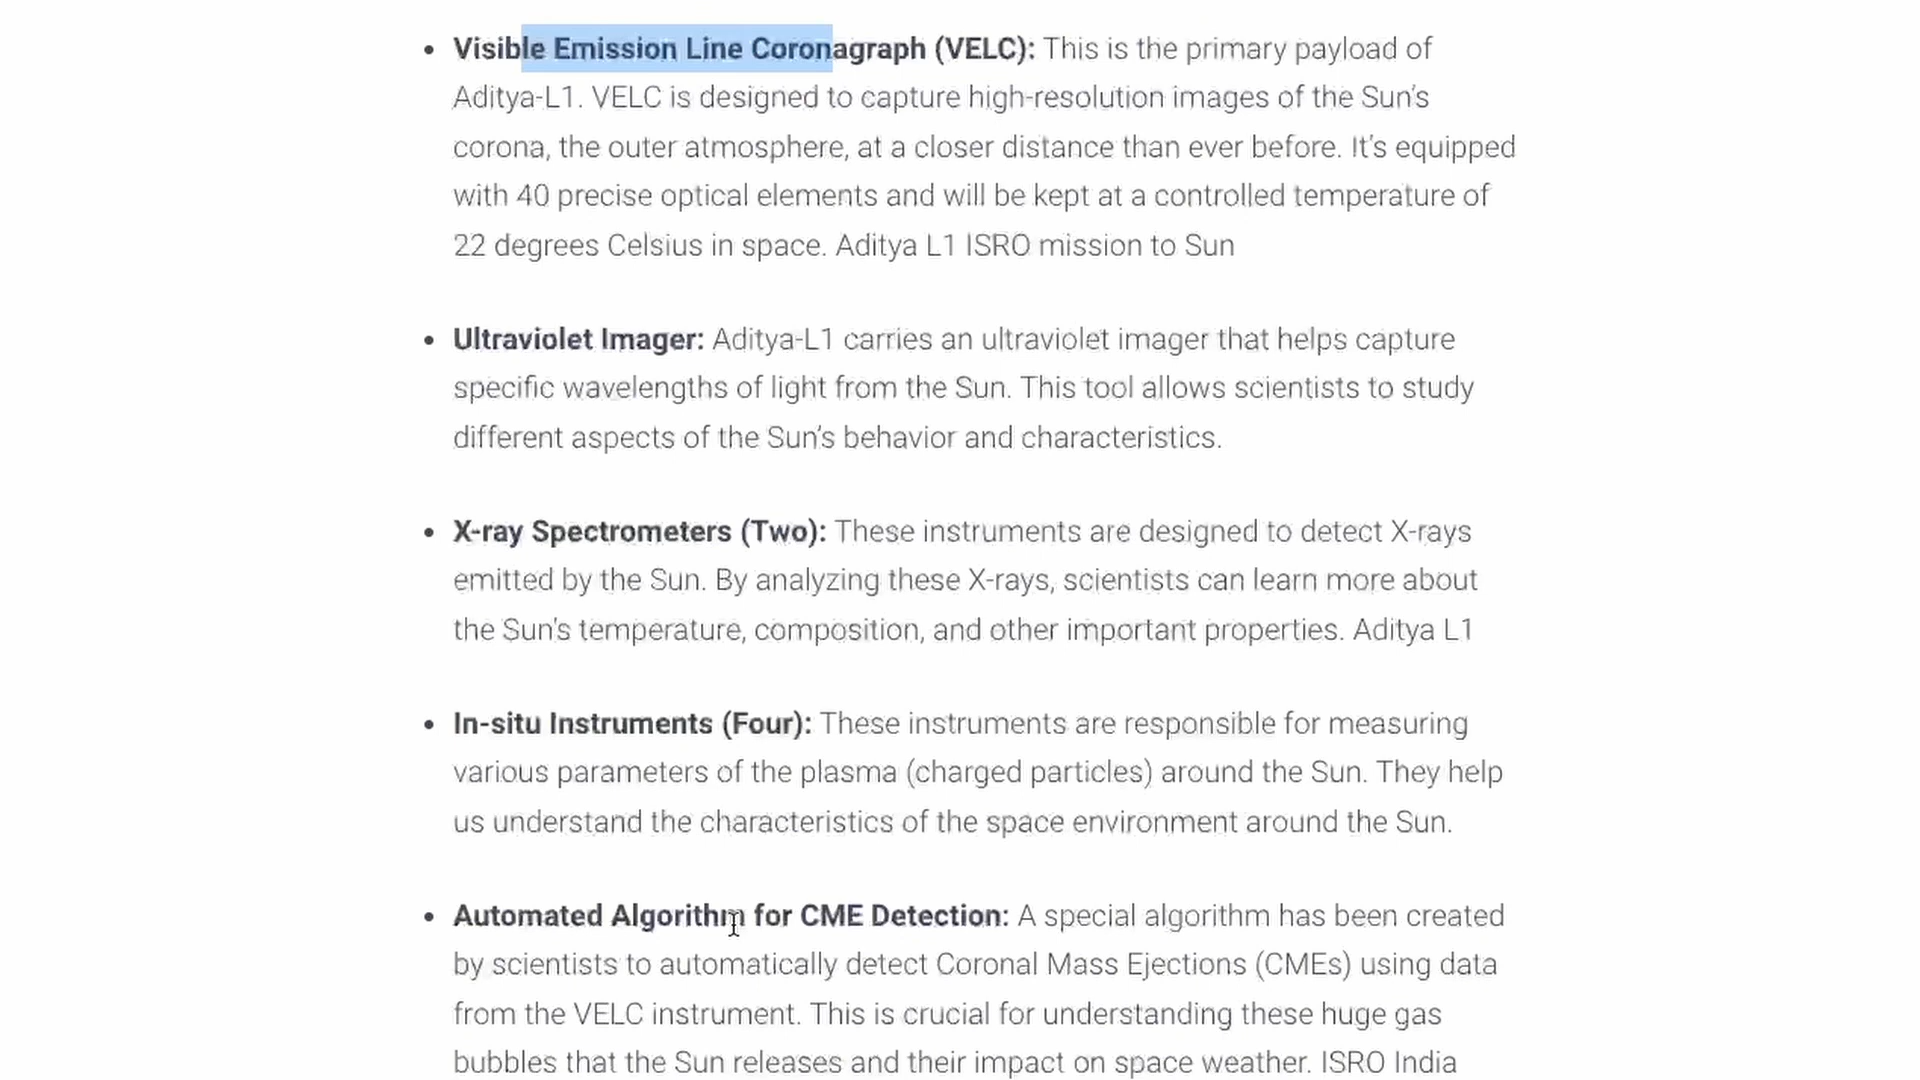 • Visible Emission Line Coronagraph (VELC): This is the primary payload of
Aditya-L1. VELC is designed to capture high-resolution images of the Sun's
corona, the outer atmosphere, at a closer distance than ever before. It's equipped
with 40 precise optical elements and will be kept at a controlled temperature of
22 degrees Celsius in space. Aditya L1 ISRO mission to Sun
• Ultraviolet Imager: Aditya-L1 carries an ultraviolet imager that helps capture
specific wavelengths of light from the Sun. This tool allows scientists to study
different aspects of the Sun's behavior and characteristics.
• X-ray Spectrometers (Two): These instruments are designed to detect X-rays
emitted by the Sun. By analyzing these X-rays, scientists can learn more about
the Sun's temperature, composition, and other important properties. Aditya L1
• In-situ Instruments (Four): These instruments are responsible for measuring
various parameters of the plasma (charged particles) around the Sun. They help
us understand the characteristics of the space environment around the Sun.
• Automated Algorithm for CME Detection: A special algorithm has been created
by scientists to automatically detect Coronal Mass Ejections (CMEs) using data
from the VELC instrument. This is crucial for understanding these huge gas
bubbles that the Sun releases and their impact on space weather. ISRO India